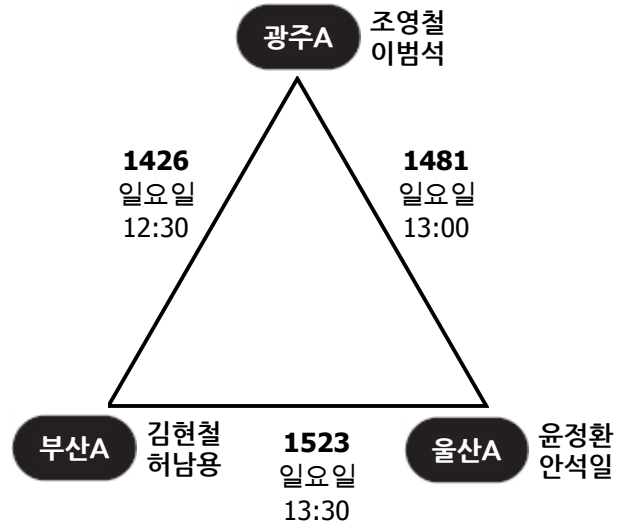 광주A
조영철
이범석
1426
일요일
12:30
1481
일요일
13:00
부산A
김현철
허남용
1523
일요일
13:30
울산A
윤정환
안석일